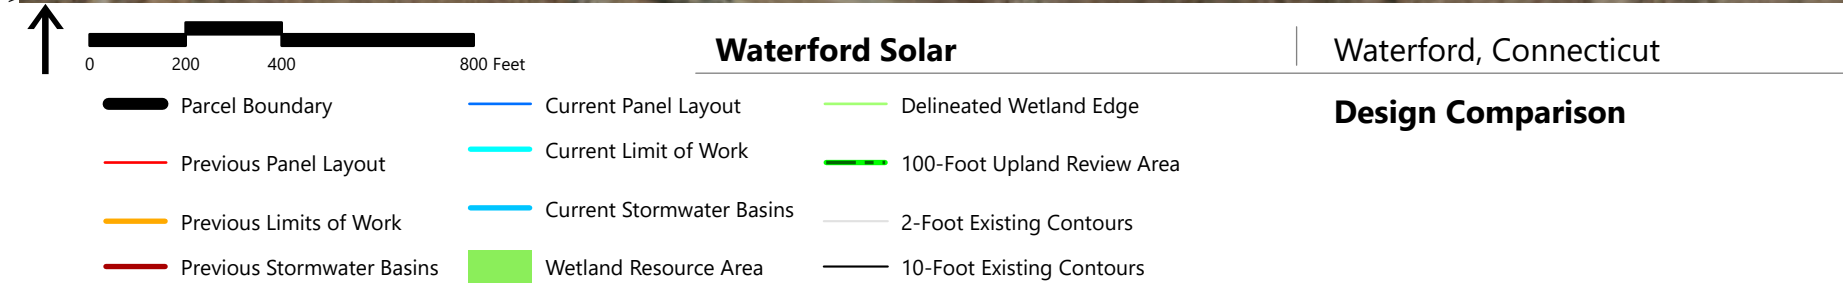 0 200 400 800 Feet
Waterford Solar
Waterford, Connecticut
Design Comparison
Parcel Boundary
Previous Panel Layout
Previous Limits of Work
Previous Stormwater Basins
Current Panel Layout
Current Limit of Work
Current Stormwater Basins
Wetland Resource Area
Delineated Wetland Edge
100-Foot Upland Review Area
2-Foot Existing Contours
10-Foot Existing Contours